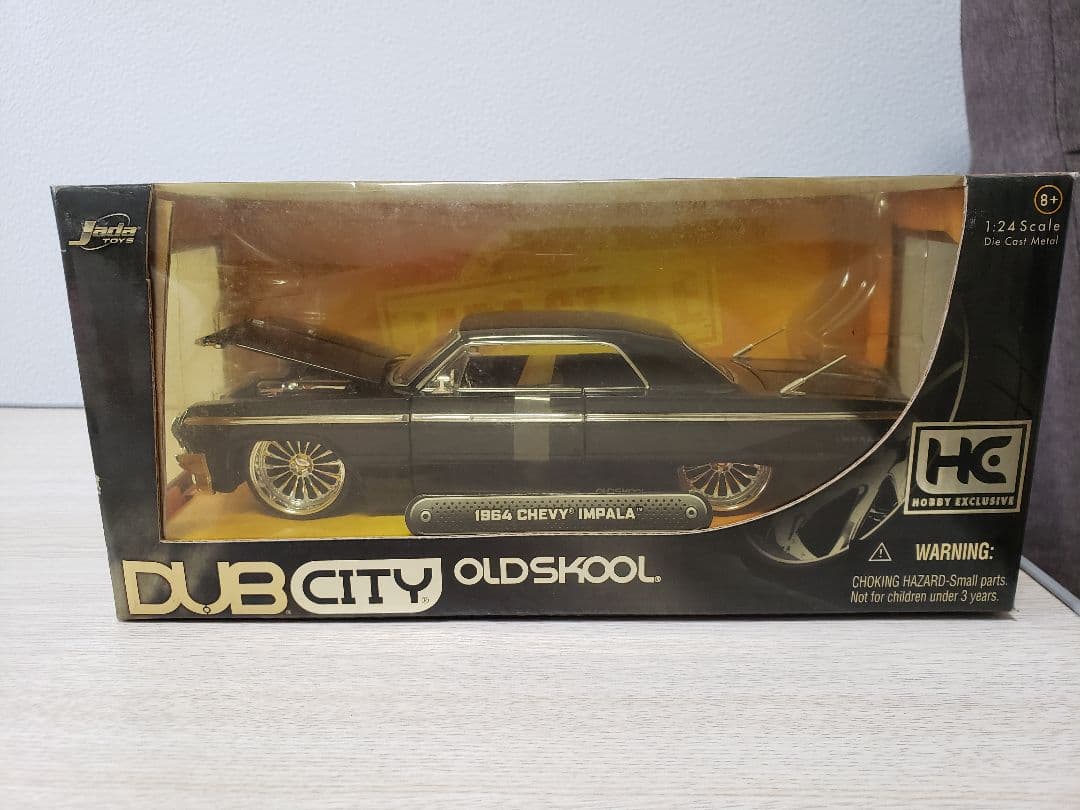 Jada
TOYS
8+
1:24 Scale
Die Cast Metal
HC
HOBBY EXCLUSIVE
OLDSKOOL
1964 CHEVY® IMPALA™
DUB CITY®
OLDSKOOL®
WARNING:
CHOKING HAZARD-Small parts.
Not for children under 3 years.